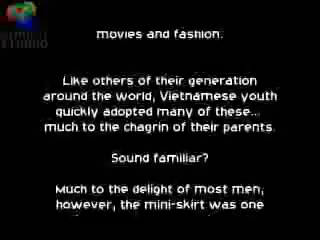 movies and fashion.
Like others of their generation
around the world, Vietnamese youth
quickly adopted many of these...
much to the chagrin of their parents.
Sound familiar?
Much to the delight of most men,
however, the mini-skirt was one